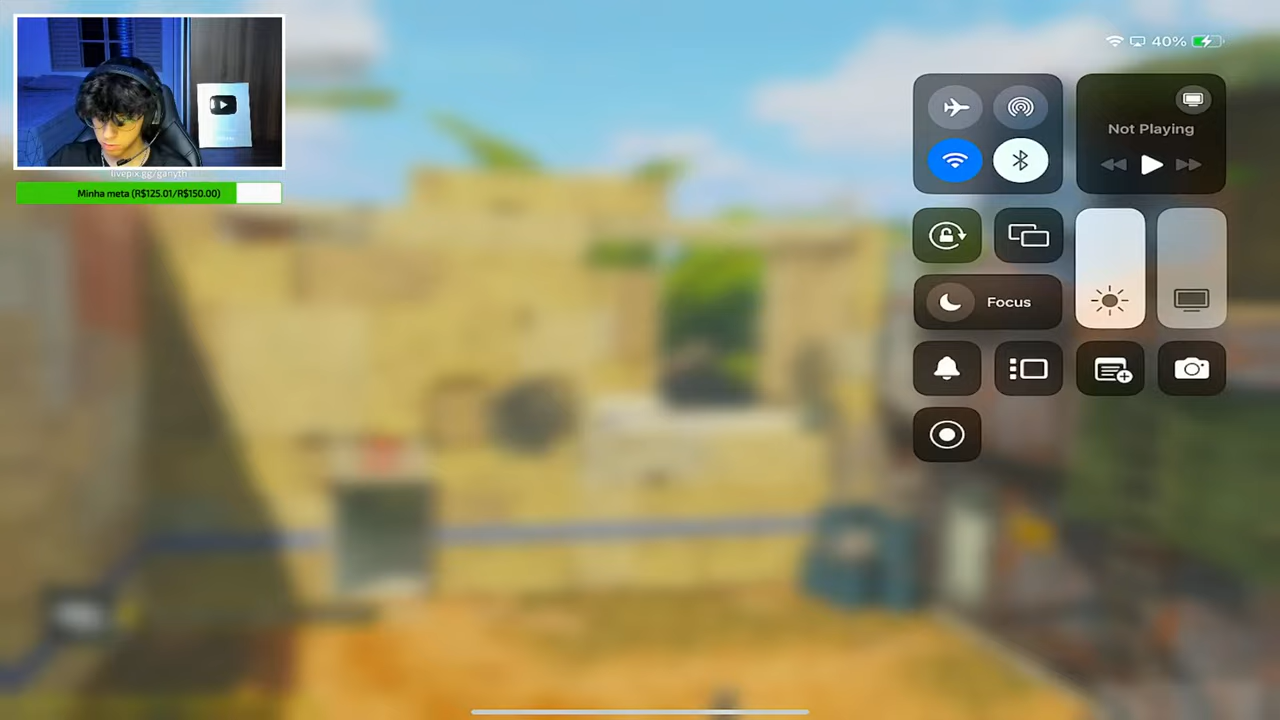 40%
livepix.gg/ganyth
Minha meta (R$125.01/R$150.00)
Not Playing
Focus